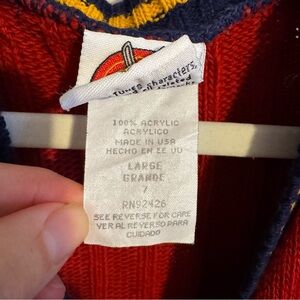 Tunes characters,
100% ACRYLIC
ACRYLICO
MADE IN USA
HECHO EN EE UU
LARGE
GRANDE
7
RN92426
SEE REVERSE FOR CARE
VER AL REVERSO PARA
CUIDADO